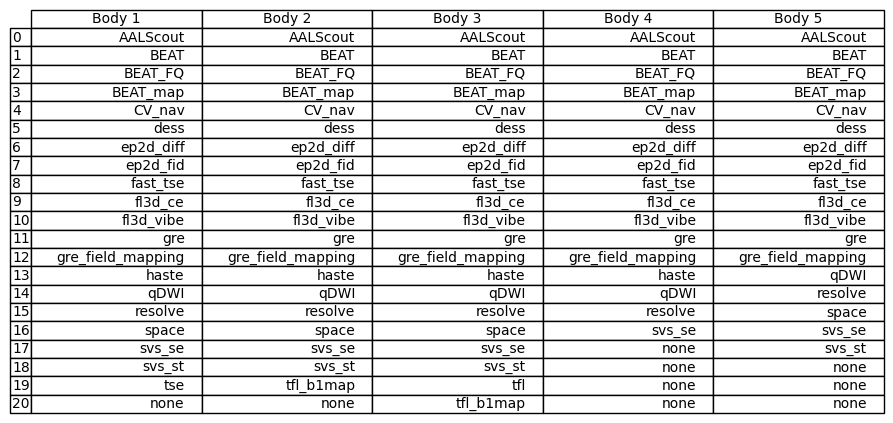 Body 1 Body 2 Body 3 Body 4 Body 5
0 AALScout AALScout AALScout AALScout AALScout
1 BEAT BEAT BEAT BEAT BEAT
2 BEAT_FQ BEAT_FQ BEAT_FQ BEAT_FQ BEAT_FQ
3 BEAT_map BEAT_map BEAT_map BEAT_map BEAT_map
4 CV_nav CV_nav CV_nav CV_nav CV_nav
5 dess dess dess dess dess
6 ep2d_diff ep2d_diff ep2d_diff ep2d_diff ep2d_diff
7 ep2d_fid ep2d_fid ep2d_fid ep2d_fid ep2d_fid
8 fast_tse fast_tse fast_tse fast_tse fast_tse
9 fl3d_ce fl3d_ce fl3d_ce fl3d_ce fl3d_ce
10 fl3d_vibe fl3d_vibe fl3d_vibe fl3d_vibe fl3d_vibe
11 gre gre gre gre gre
12 gre_field_mapping gre_field_mapping gre_field_mapping gre_field_mapping gre_field_mapping
13 haste haste haste haste qDWI
14 qDWI qDWI qDWI qDWI resolve
15 resolve resolve resolve resolve space
16 space space space svs_se svs_se
17 svs_se svs_se svs_se none svs_st
18 svs_st svs_st svs_st none none
19 tse tfl_b1map tfl none none
20 none none tfl_b1map none none